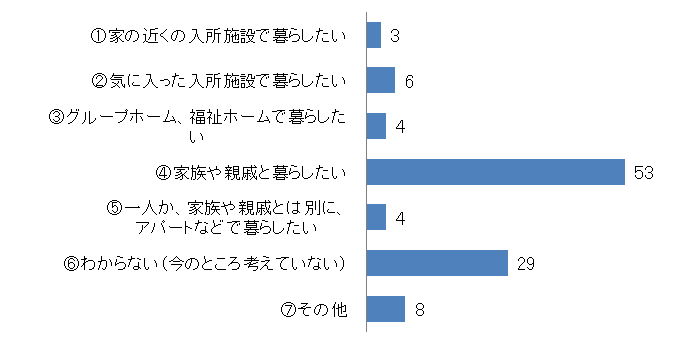 ①家の近くの入所施設で暮らしたい 3
②気に入った入所施設で暮らしたい 6
③グループホーム、福祉ホームで暮らした
い 4
④家族や親戚と暮らしたい 53
⑤一人か、家族や親戚とは別に、
アパートなどで暮らしたい 4
⑥わからない（今のところ考えていない） 29
⑦その他 8